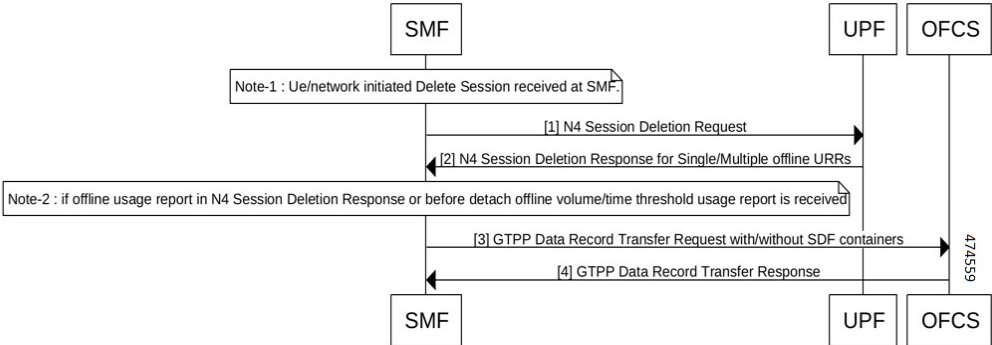 SMF UPF OFCS
Note-1 : Ue/network initiated Delete Session received at SMF.
[1] N4 Session Deletion Request
[2] N4 Session Deletion Response for Single/Multiple offline URRs
Note-2 : if offline usage report in N4 Session Deletion Response or before detach offline volume/time threshold usage report is received
[3] GTPP Data Record Transfer Request with/without SDF containers
[4] GTPP Data Record Transfer Response
474559
SMF UPF OFCS